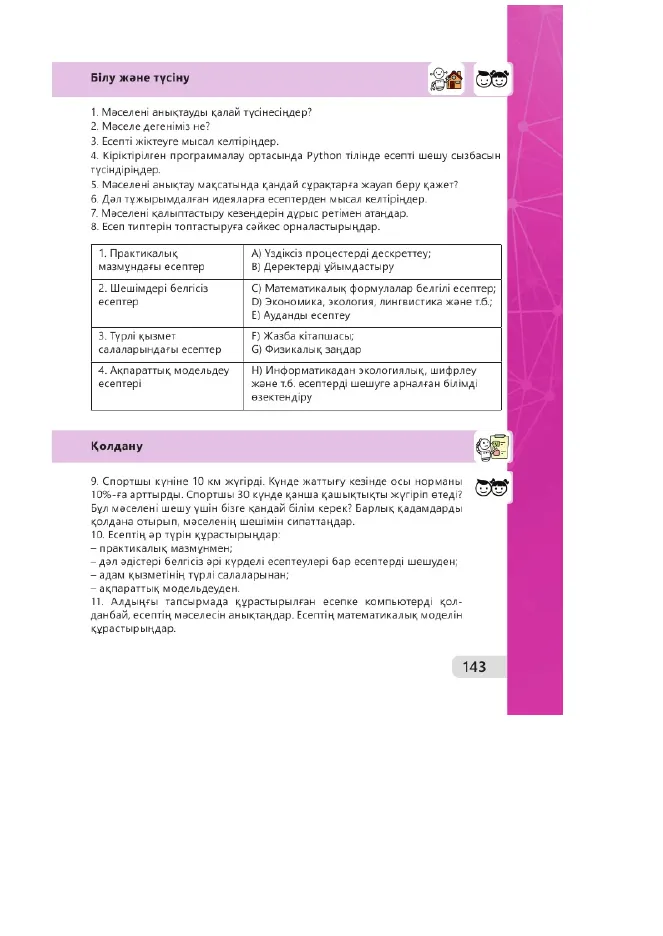 Білу және түсіну
1. Мәселені анықтауды қалай түсінесіңдер?
2. Мәселе дегеніміз не?
3. Есепті жіктеуге мысал келтіріңдер.
4. Кіріктірілген программалау ортасында Python тілінде есепті шешу сызбасын
түсіндіріңдер.
5. Мәселені анықтау мақсатында қандай сұрақтарға жауап беру қажет?
6. Дәл тұжырымдалған идеяларға есептерден мысал келтіріңдер.
7. Мәселені қалыптастыру кезеңдерін дұрыс ретімен атаңдар.
8. Есеп типтерін топтастыруға сәйкес орналастырыңдар.
1. Практикалық
мазмұндағы есептер
А) Үздіксіз процестерді дескреттеу;
В) Деректерді ұйымдастыру
2. Шешімдері белгісіз
есептер
С) Математикалық формулалар белгілі есептер;
D) Экономика, экология, лингвистика және т.б.;
Е) Ауданды есептеу
3. Түрлі қызмет
салаларындағы есептер
F) Жазба кітапшасы;
G) Физикалық заңдар
4. Ақпараттық модельдеу
есептері
Н) Информатикадан экологиялық, шифрлеу
және т.б. есептерді шешуге арналған білімді
өзектендіру
Қолдану
9. Спортшы күніне 10 км жүгірді. Күнде жаттығу кезінде осы норманы
10%-ға арттырды. Спортшы 30 күнде қанша қашықтықты жүгіріп өтеді?
Бұл мәселені шешу үшін бізге қандай білім керек? Барлық қадамдарды
қолдана отырып, мәселенің шешімін сипаттаңдар.
10. Есептің әр түрін құрастырыңдар:
– практикалық мазмұнмен;
– дәл әдістері белгісіз әрі күрделі есептеулері бар есептерді шешуден;
– адам қызметінің түрлі салаларынан;
– ақпараттық модельдеуден.
11. Алдыңғы тапсырмада құрастырылған есепке компьютерді қол-
данбай, есептің мәселесін анықтаңдар. Есептің математикалық моделін
құрастырыңдар.
143